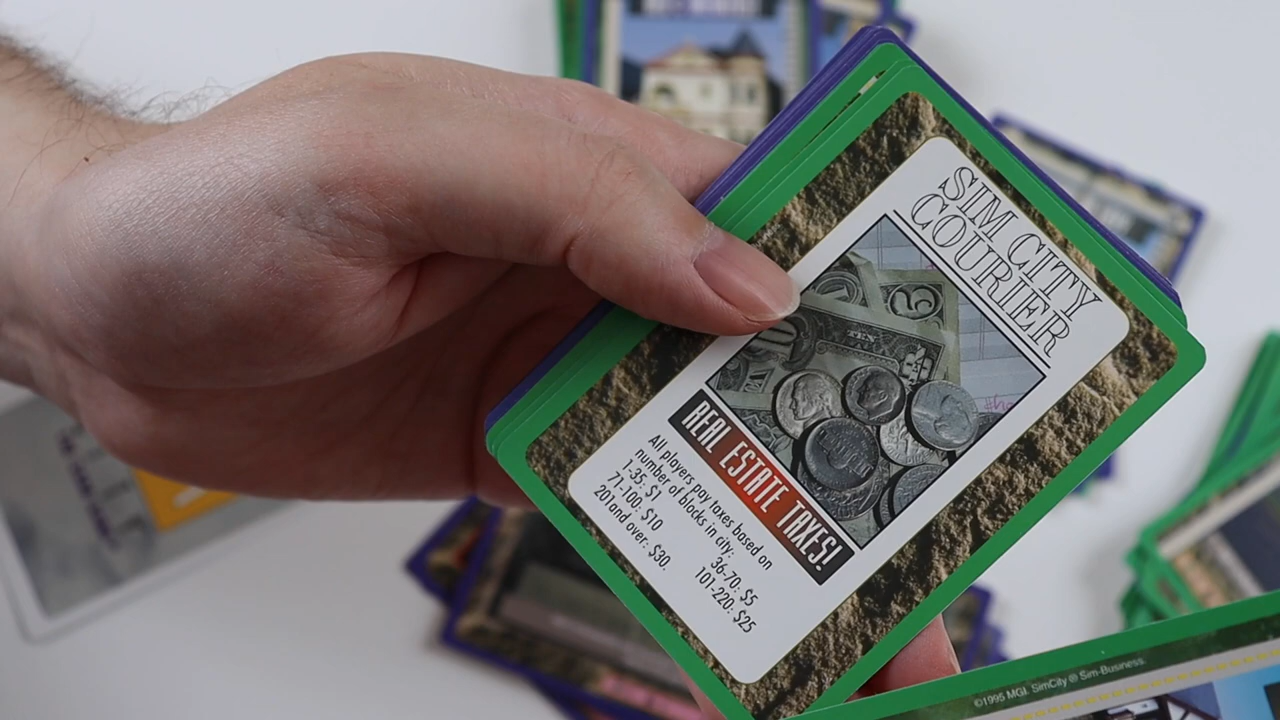 SIM CITY
COURIER
5
TEN
REAL ESTATE TAXES!
All players pay taxes based on
number of blocks in city:
1-35, $1 36-70: $5
71-100: $10 101-220: $25
201 and over: $30.
©1995 MGI. SimCity @ Sim-Business.